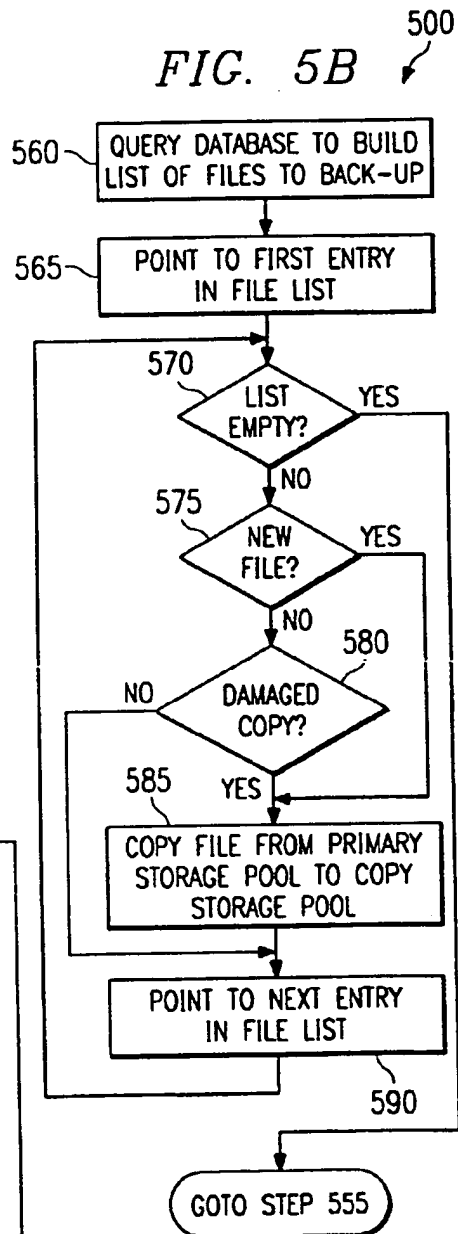 500
FIG. 5B
560
QUERY DATABASE TO BUILD
LIST OF FILES TO BACK-UP
565
POINT TO FIRST ENTRY
IN FILE LIST
570
LIST
EMPTY?
YES
NO
575
NEW
FILE?
YES
NO
580
DAMAGED
COPY?
NO
YES
585
COPY FILE FROM PRIMARY
STORAGE POOL TO COPY
STORAGE POOL
POINT TO NEXT ENTRY
IN FILE LIST
590
GOTO STEP 555